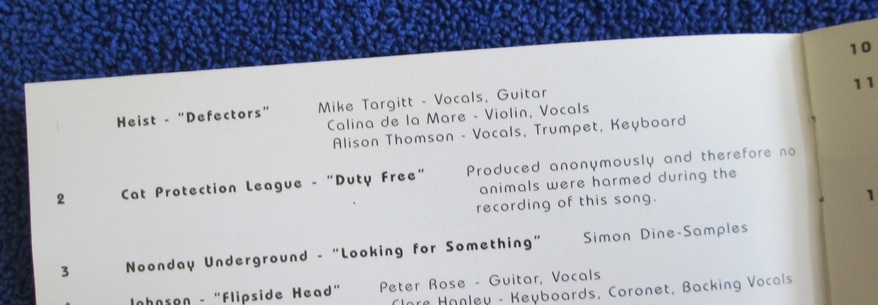 Heist - "Defectors" Mike Targitt - Vocals, Guitar
Calina de la Mare - Violin, Vocals
Alison Thomson - Vocals, Trumpet, Keyboard
2 Cat Protection League - "Duty Free" Produced anonymously and therefore no
animals were harmed during the
recording of this song.
3 Noonday Underground - "Looking for Something" Simon Dine-Samples
Johnson - "Flipside Head" Peter Rose - Guitar, Vocals
Clare Hanley - Keyboards, Coronet, Backing Vocals
10
11
1